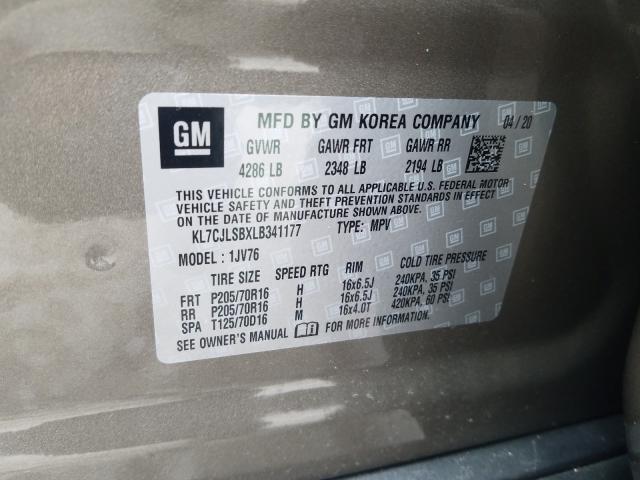 GM
MFD BY GM KOREA COMPANY 04/20
GVWR GAWR FRT GAWR RR
4286 LB 2348 LB 2194 LB
THIS VEHICLE CONFORMS TO ALL APPLICABLE U.S. FEDERAL MOTOR
VEHICLE SAFETY AND THEFT PREVENTION STANDARDS IN EFFECT ON
THE DATE OF MANUFACTURE SHOWN ABOVE.
KL7CJLSBXLB341177 TYPE: MPV
MODEL: 1JV76
TIRE SIZE SPEED RTG RIM COLD TIRE PRESSURE
FRT P205/70R16 H 16x6.5J 240KPA, 35 PSI
RR P205/70R16 H 16x6.5J 240KPA, 35 PSI
SPA T125/70D16 M 16x4.0T 420KPA, 60 PSI
SEE OWNER'S MANUAL FOR MORE INFORMATION.